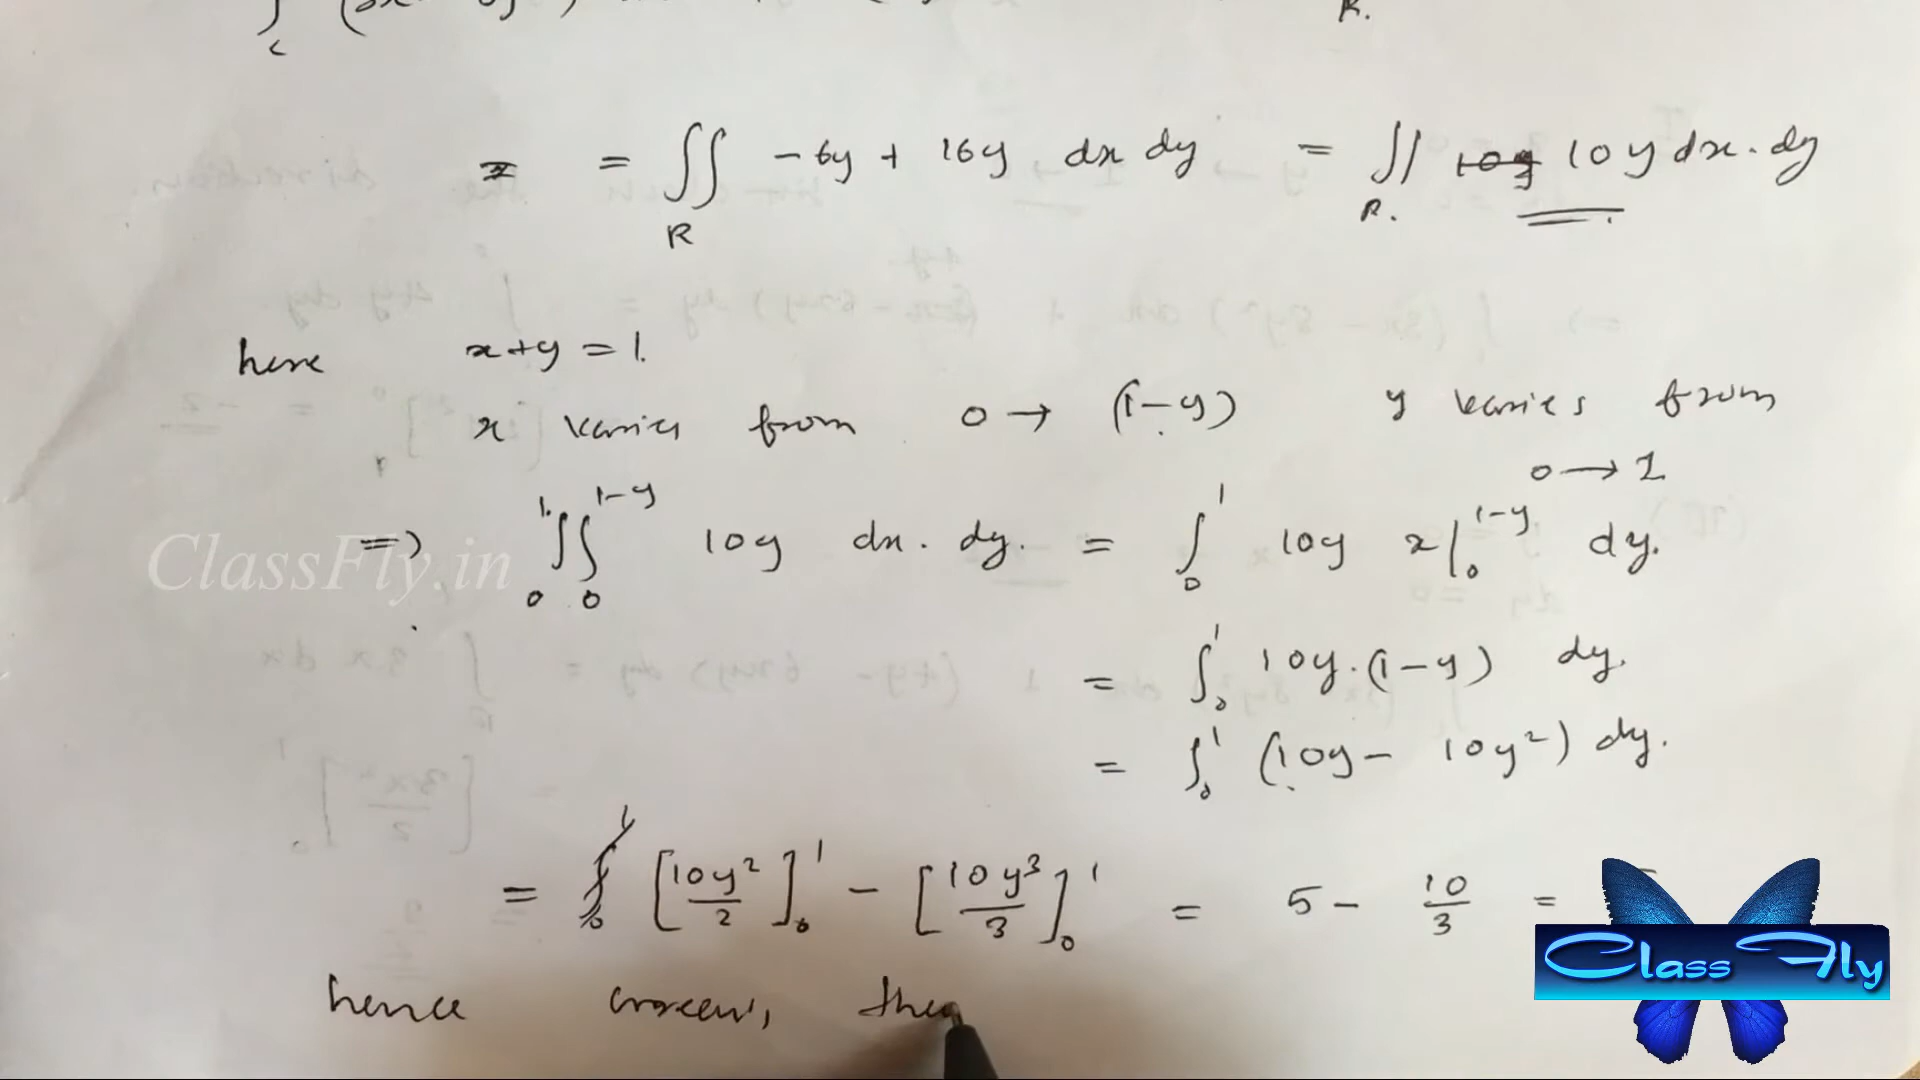 = ∬_R -6y + 16y dx dy = ∬_R. 10y dx.dy
here x+y = 1.
x varies from 0 → (1-y) y varies from
0 → 1
⇒ ∫_0^1 ∫_0^{1-y} 10y dx. dy. = ∫_0^1 10y x|_0^{1-y} dy.
= ∫_0^1 10y.(1-y) dy.
= ∫_0^1 (10y - 10y²) dy.
= [10y²/2]_0^1 - [10y³/3]_0^1 = 5 - 10/3 =
hence the
ClassFly.in
Class Fly